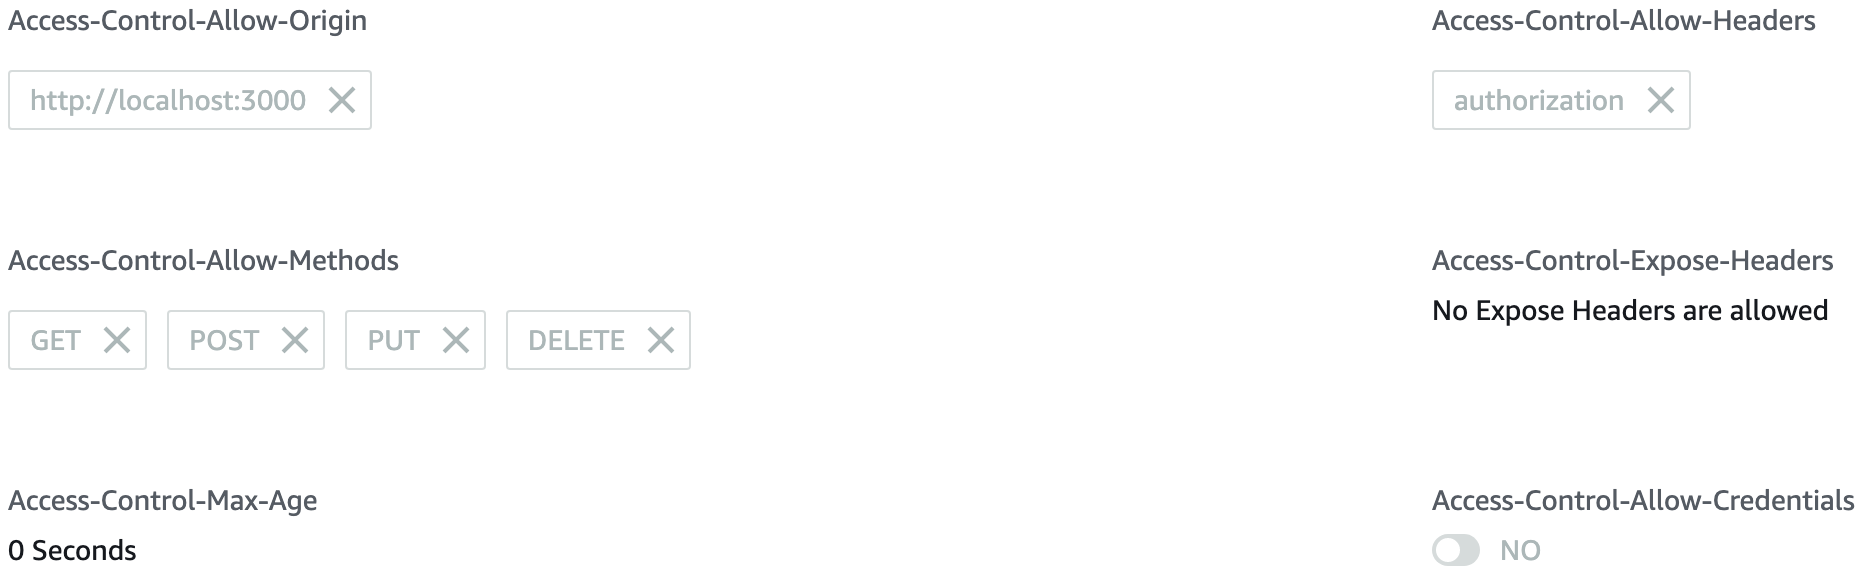 Access-Control-Allow-Origin
http://localhost:3000
Access-Control-Allow-Headers
authorization
Access-Control-Allow-Methods
GET POST PUT DELETE
Access-Control-Expose-Headers
No Expose Headers are allowed
Access-Control-Max-Age
0 Seconds
Access-Control-Allow-Credentials
NO